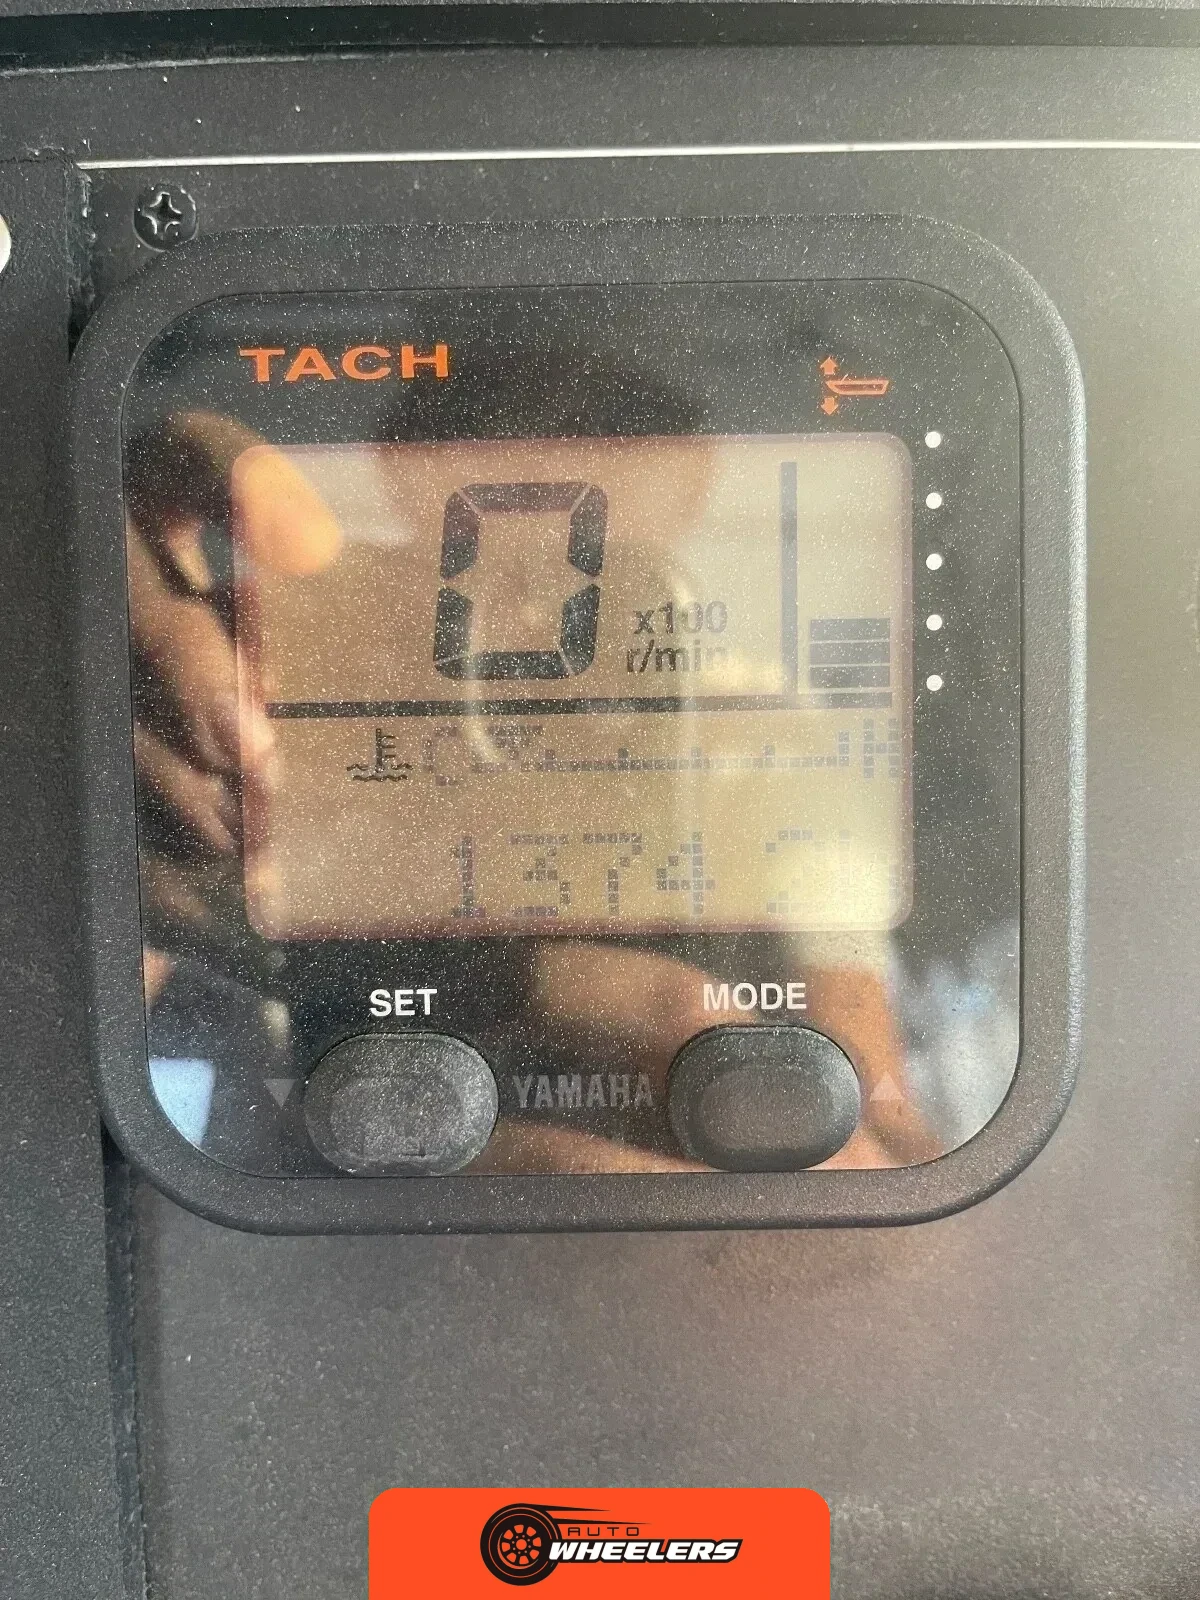 TACH
0 x100
r/min
SET
MODE
YAMAHA
AUTO
WHEELERS